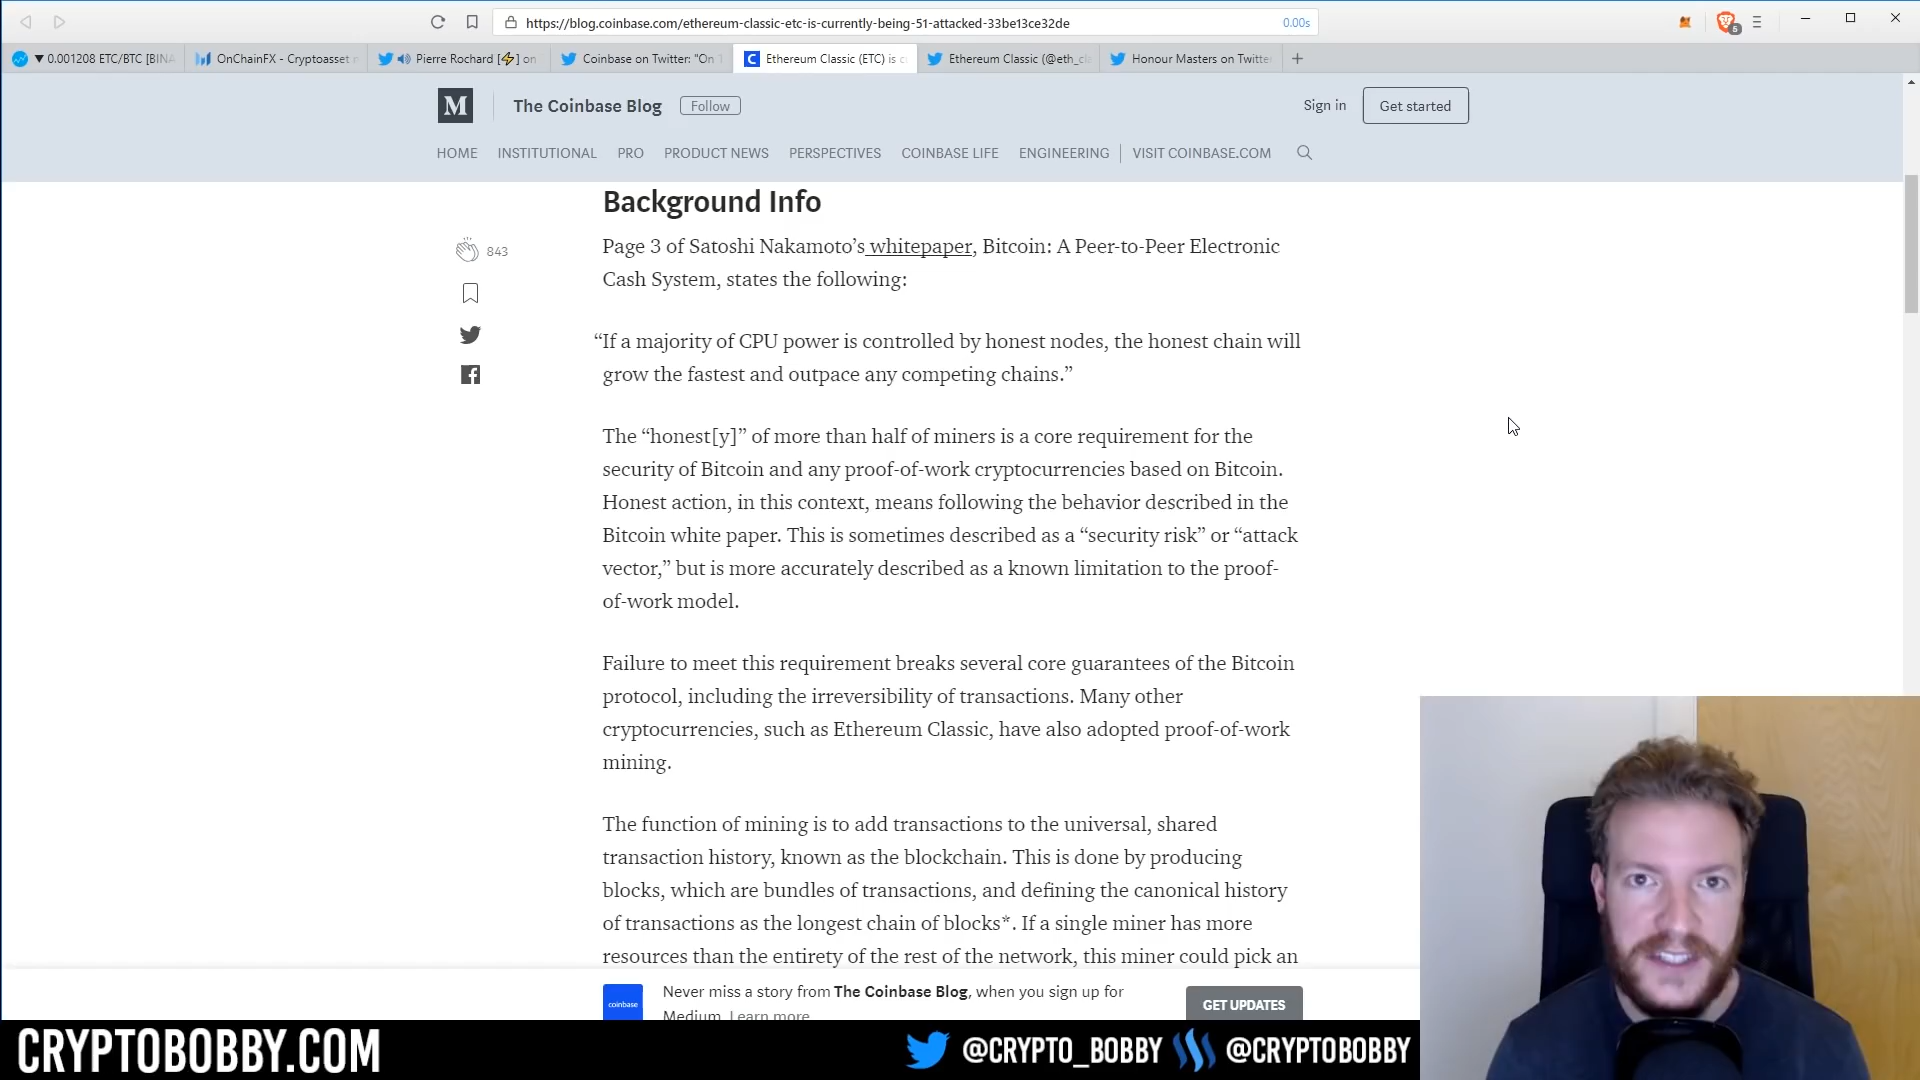 https://blog.coinbase.com/ethereum-classic-etc-is-currently-being-51-attacked-33be13ce32de
0.00s
5
▼ 0.001208 ETC/BTC [BINA
OnChainFX - Cryptoasset
Pierre Rochard [⚡] on
Coinbase on Twitter: "On
Ethereum Classic (ETC) is c
Ethereum Classic (@eth_cl
Honour Masters on Twitte
M
The Coinbase Blog
Follow
Sign in
Get started
HOME
INSTITUTIONAL
PRO
PRODUCT NEWS
PERSPECTIVES
COINBASE LIFE
ENGINEERING
VISIT COINBASE.COM
Background Info
843
Page 3 of Satoshi Nakamoto’s whitepaper, Bitcoin: A Peer-to-Peer Electronic
Cash System, states the following:
“If a majority of CPU power is controlled by honest nodes, the honest chain will
grow the fastest and outpace any competing chains.”
The “honest[y]” of more than half of miners is a core requirement for the
security of Bitcoin and any proof-of-work cryptocurrencies based on Bitcoin.
Honest action, in this context, means following the behavior described in the
Bitcoin white paper. This is sometimes described as a “security risk” or “attack
vector,” but is more accurately described as a known limitation to the proof-
of-work model.
Failure to meet this requirement breaks several core guarantees of the Bitcoin
protocol, including the irreversibility of transactions. Many other
cryptocurrencies, such as Ethereum Classic, have also adopted proof-of-work
mining.
The function of mining is to add transactions to the universal, shared
transaction history, known as the blockchain. This is done by producing
blocks, which are bundles of transactions, and defining the canonical history
of transactions as the longest chain of blocks*. If a single miner has more
resources than the entirety of the rest of the network, this miner could pick an
coinbase
Never miss a story from The Coinbase Blog, when you sign up for
Medium. Learn more
GET UPDATES
CRYPTOBOBBY.COM
@CRYPTO_BOBBY
@CRYPTOBOBBY